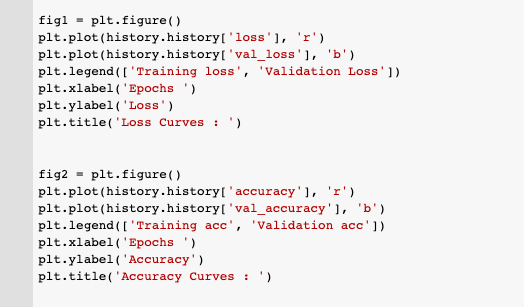 fig1 = plt.figure()
plt.plot(history.history['loss'], 'r')
plt.plot(history.history['val_loss'], 'b')
plt.legend(['Training loss', 'Validation Loss'])
plt.xlabel('Epochs ')
plt.ylabel('Loss')
plt.title('Loss Curves : ')
fig2 = plt.figure()
plt.plot(history.history['accuracy'], 'r')
plt.plot(history.history['val_accuracy'], 'b')
plt.legend(['Training acc', 'Validation acc'])
plt.xlabel('Epochs ')
plt.ylabel('Accuracy')
plt.title('Accuracy Curves : ')